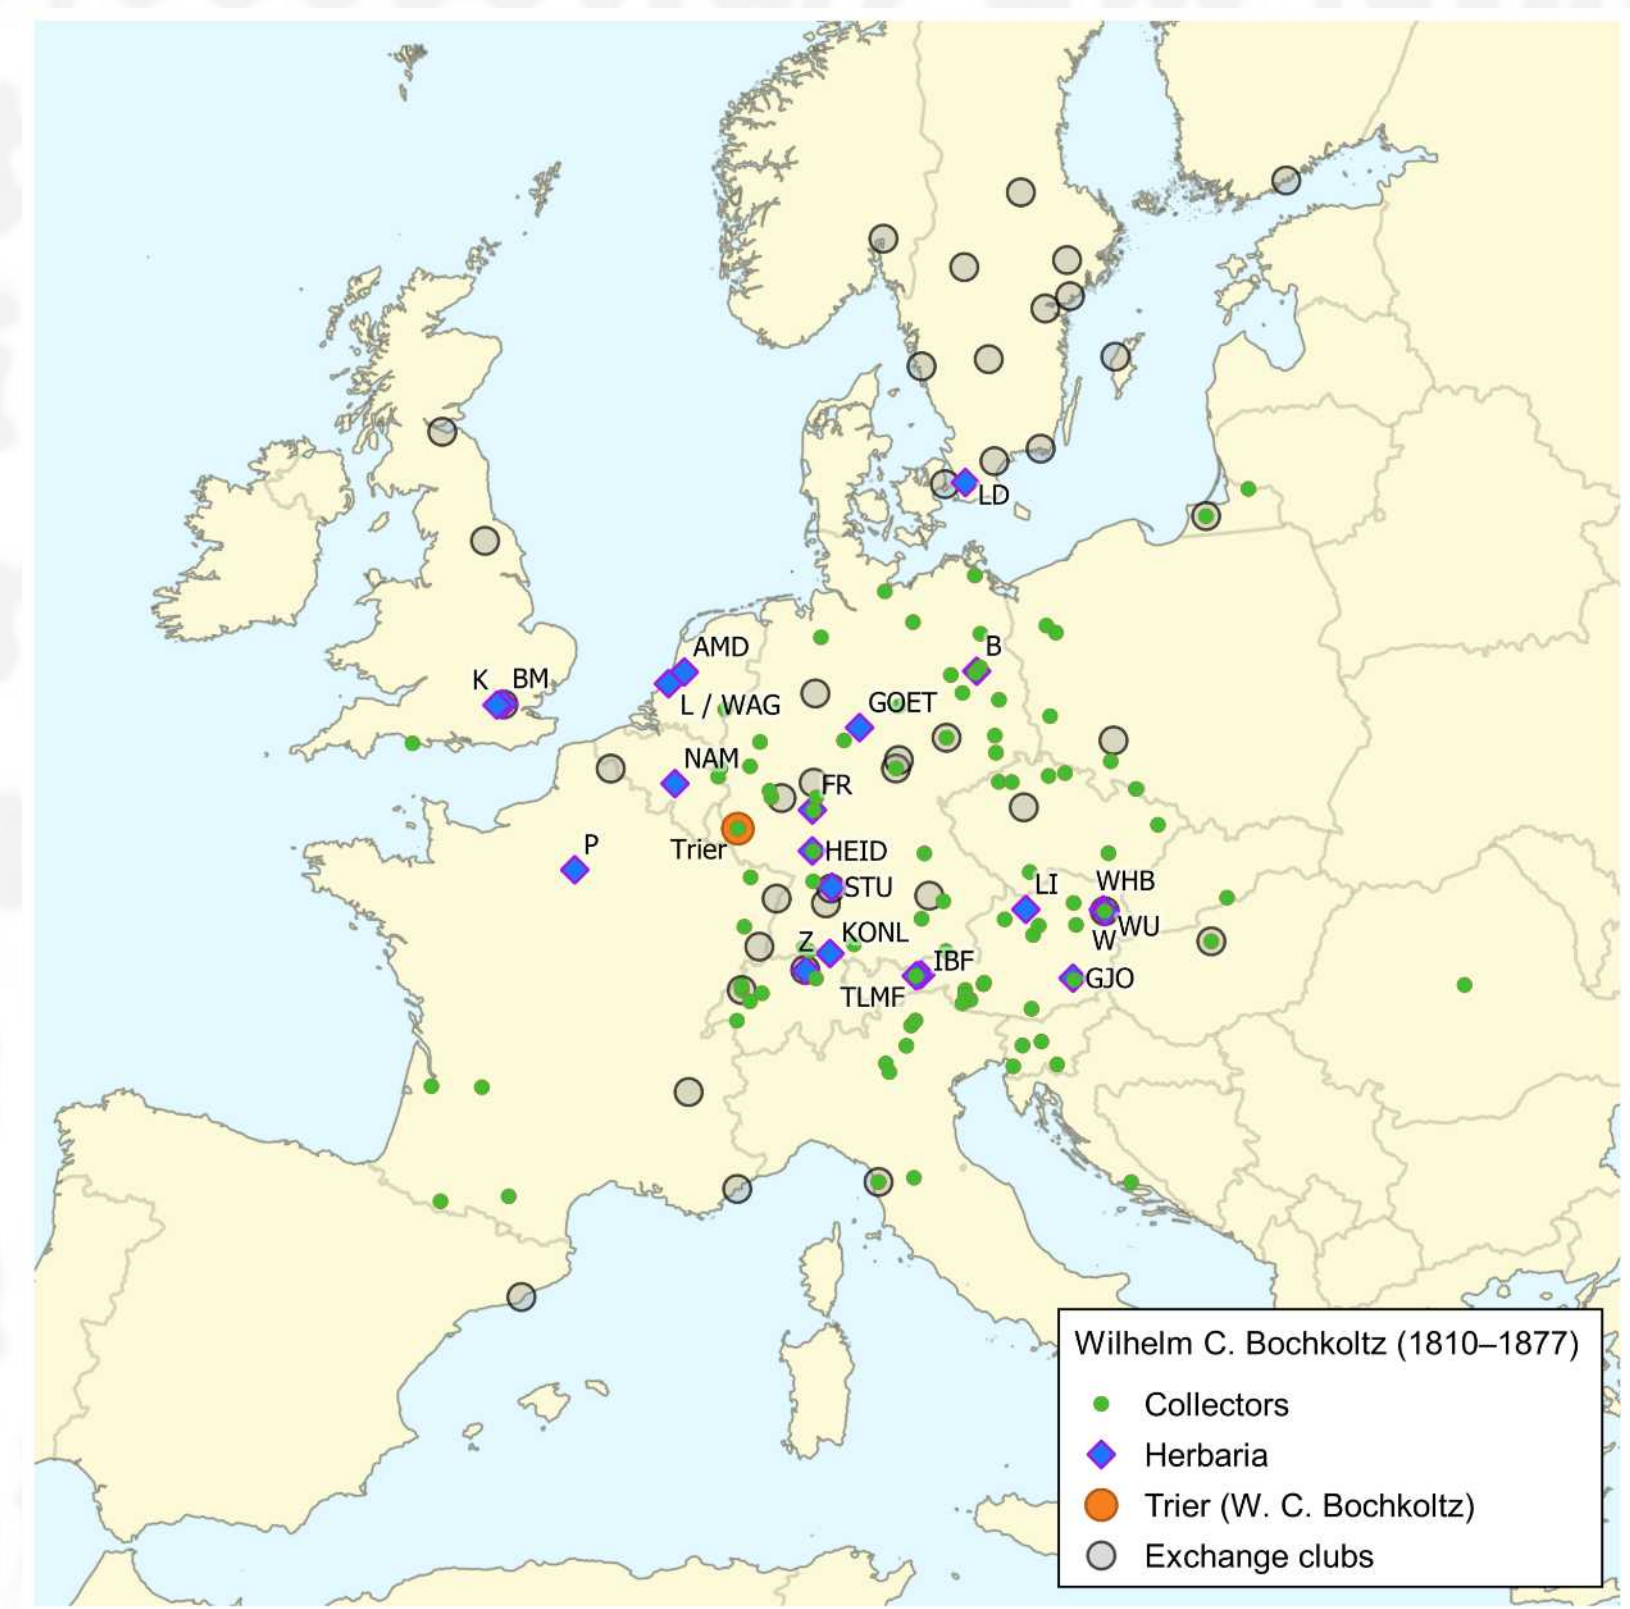 LD
AMD
B
K
BM
L / WAG
GOET
NAM
FR
Trier
P
HEID
STU
LI
WHB
WU
W
Z
KONL
IBF
TLMF
GJO
Wilhelm C. Bochkoltz (1810–1877)
Collectors
Herbaria
Trier (W. C. Bochkoltz)
Exchange clubs